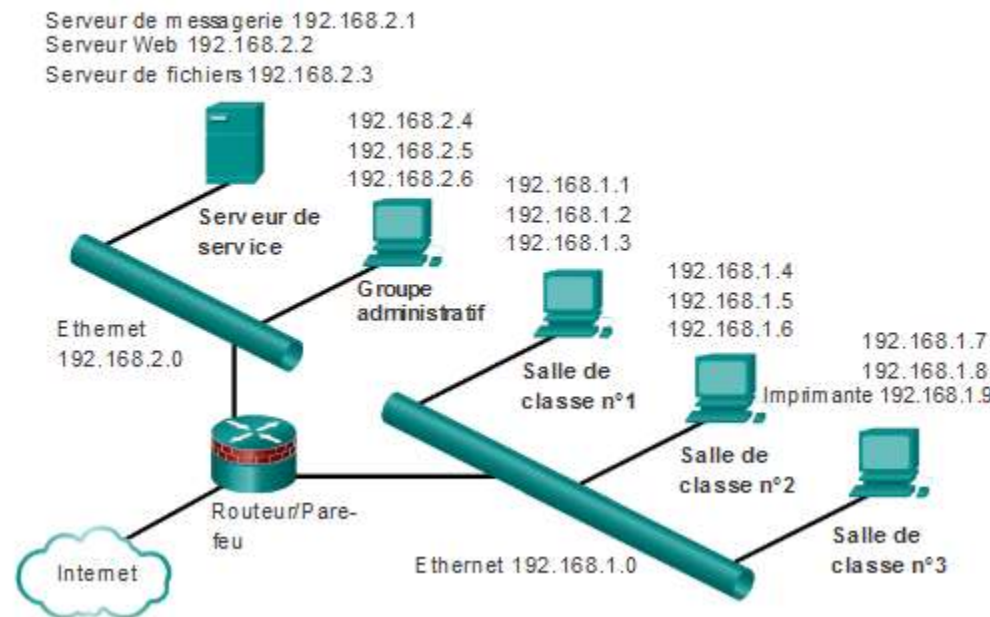 Serveur de messagerie 192.168.2.1
Serveur Web 192.168.2.2
Serveur de fichiers 192.168.2.3
192.168.2.4
192.168.2.5
192.168.2.6
Serveur de
service
Groupe
administratif
192.168.1.1
192.168.1.2
192.168.1.3
192.168.1.4
192.168.1.5
192.168.1.6
192.168.1.7
192.168.1.8
Imprimante 192.168.1.9
Ethernet
192.168.2.0
Salle de
classe n°1
Salle de
classe n°2
Salle de
classe n°3
Routeur/Pare-
feu
Internet
Ethernet 192.168.1.0